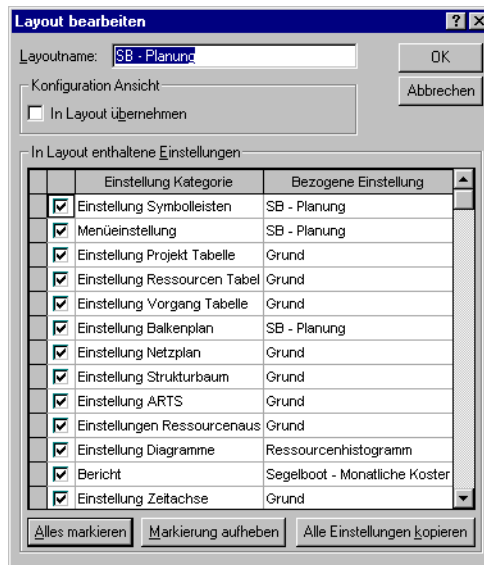 Layout bearbeiten
Layoutname: SB - Planung
OK
Konfiguration Ansicht
Abbrechen
In Layout übernehmen
In Layout enthaltene Einstellungen
Einstellung Kategorie Bezogene Einstellung
Einstellung Symbolleisten SB - Planung
Menüeinstellung SB - Planung
Einstellung Projekt Tabelle Grund
Einstellung Ressourcen Tabel Grund
Einstellung Vorgang Tabelle Grund
Einstellung Balkenplan SB - Planung
Einstellung Netzplan Grund
Einstellung Strukturbaum Grund
Einstellung ARTS Grund
Einstellungen Ressourcenaus Grund
Einstellung Diagramme Ressourcenhistogramm
Bericht Segelboot - Monatliche Koster
Einstellung Zeitachse Grund
Alles markieren Markierung aufheben Alle Einstellungen kopieren